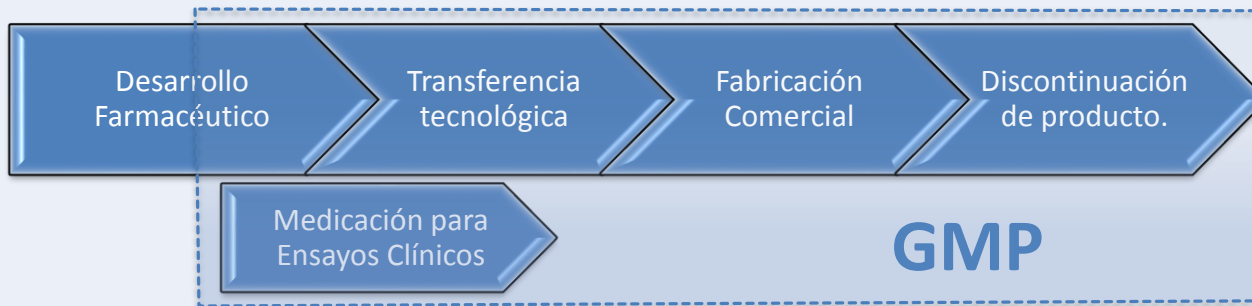 Desarrollo
Farmacéutico
Transferencia
tecnológica
Fabricación
Comercial
Discontinuación
de producto.
Medicación para
Ensayos Clínicos
GMP